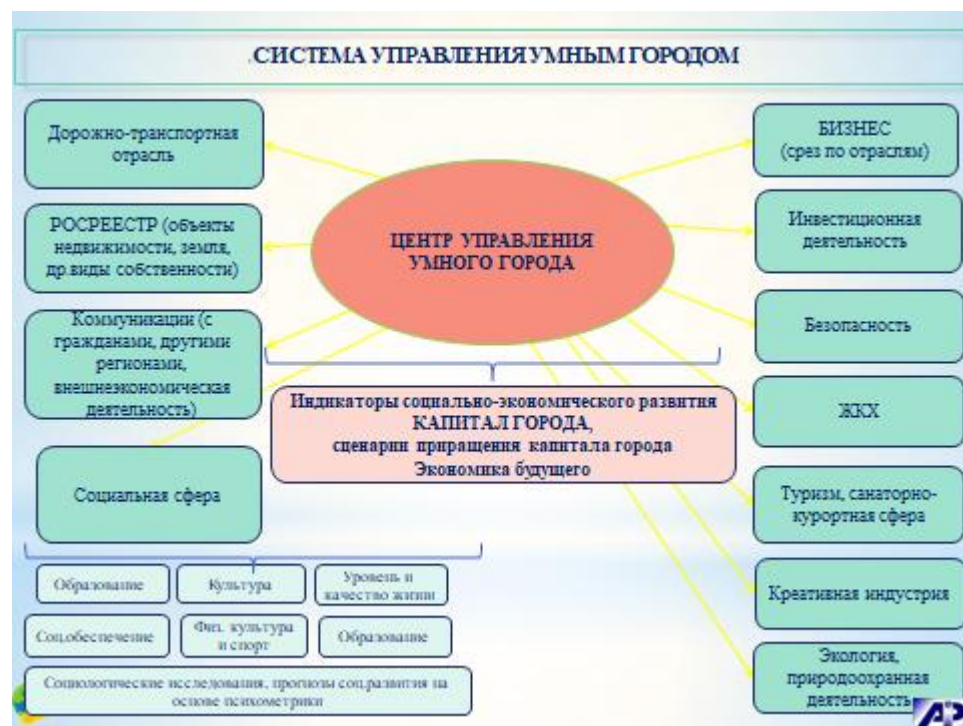 .СИСТЕМА УПРАВЛЕНИЯ УМНЫМ ГОРОДОМ
Дорожно-транспортная
отрасль
РОСРЕЕСТР (объекты
недвижимости, земля,
др.виды собственности)
Коммуникации (с
гражданами, другими
регионами,
внешнеэкономическая
деятельность)
Социальная сфера
ЦЕНТР УПРАВЛЕНИЯ
УМНОГО ГОРОДА
Индикаторы социально-экономического развития
КАПИТАЛ ГОРОДА,
сценарии приращения капитала города
Экономика будущего
БИЗНЕС
(срез по отраслям)
Инвестиционная
деятельность
Безопасность
ЖКХ
Туризм, санаторно-
курортная сфера
Креативная индустрия
Экология,
природоохранная
деятельность
Образование
Культура
Уровень и
качество жизни
Соц.обеспечение
Физ. культура
и спорт
Образование
Социологические исследования, прогнозы соц.развития на
основе психометрики